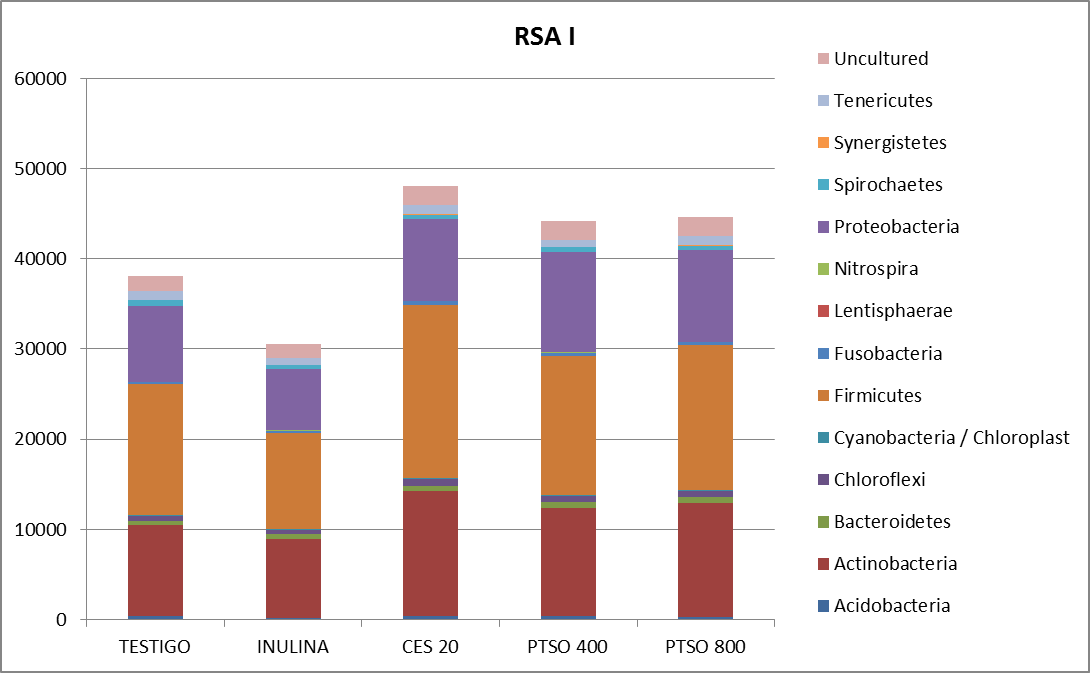 RSA I
60000
50000
40000
30000
20000
10000
0
TESTIGO
INULINA
CES 20
PTSO 400
PTSO 800
Uncultured
Tenericutes
Synergistetes
Spirochaetes
Proteobacteria
Nitrospira
Lentisphaerae
Fusobacteria
Firmicutes
Cyanobacteria / Chloroplast
Chloroflexi
Bacteroidetes
Actinobacteria
Acidobacteria